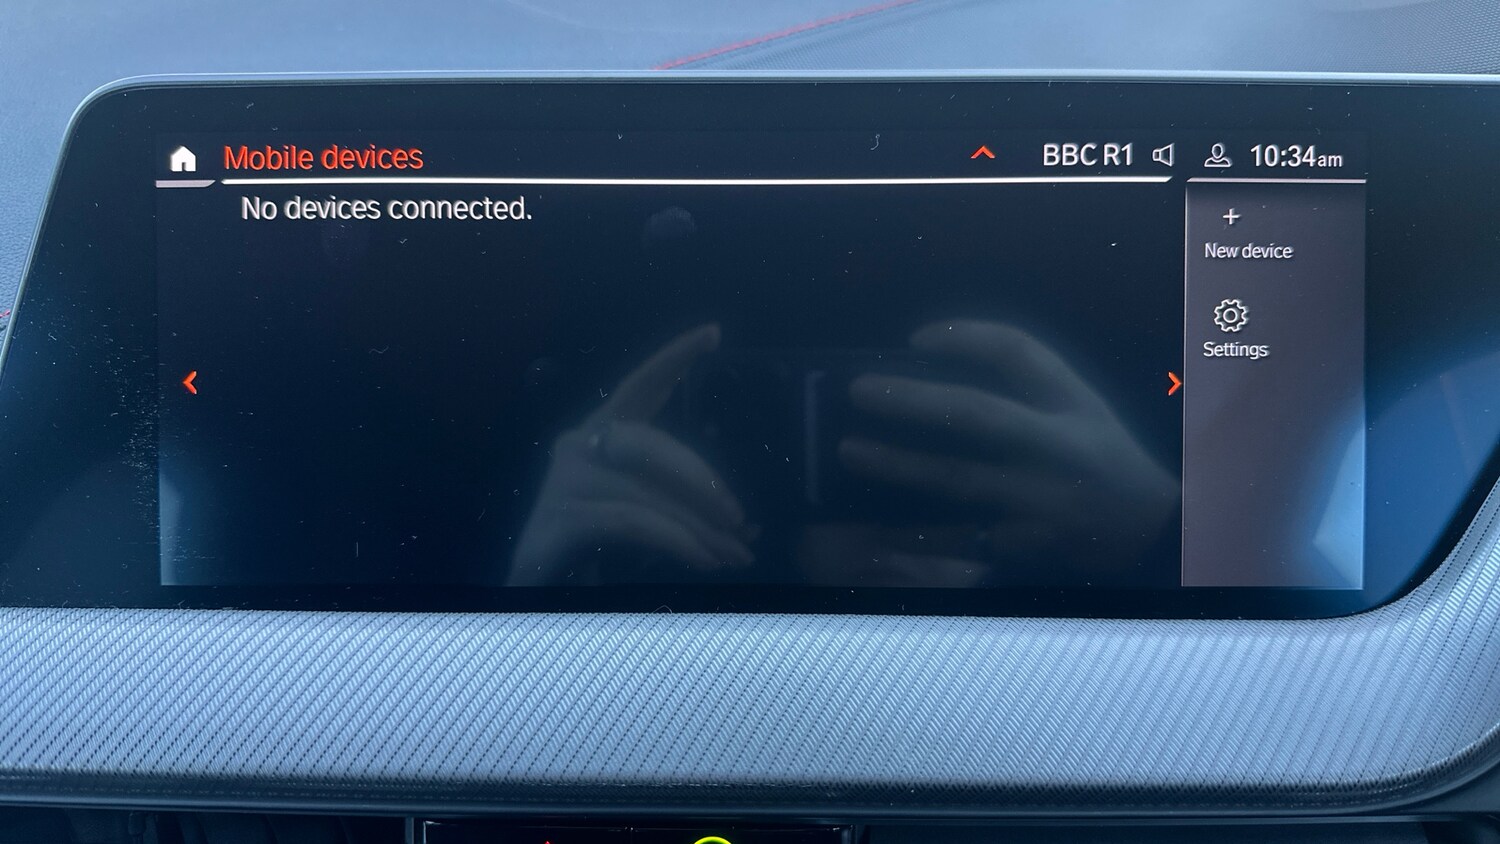 Mobile devices
BBC R1
10:34am
No devices connected.
New device
Settings